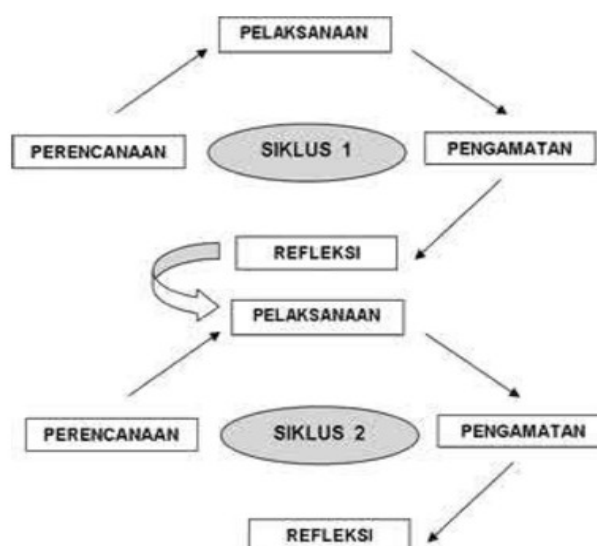 PELAKSANAAN
PERENCANAAN
SIKLUS 1
PENGAMATAN
REFLEKSI
PELAKSANAAN
PERENCANAAN
SIKLUS 2
PENGAMATAN
REFLEKSI